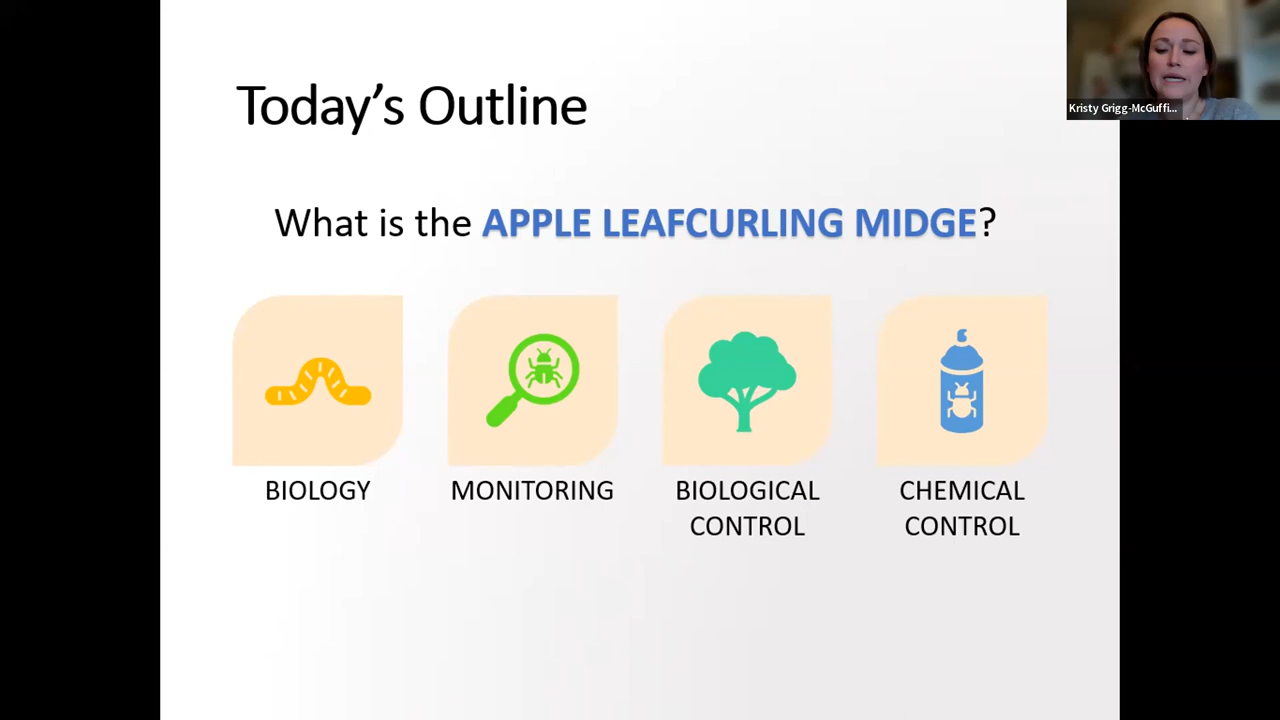 Today's Outline
Kristy Grigg-McGuffi...
What is the APPLE LEAFCURLING MIDGE?
BIOLOGY
MONITORING
BIOLOGICAL
CONTROL
CHEMICAL
CONTROL